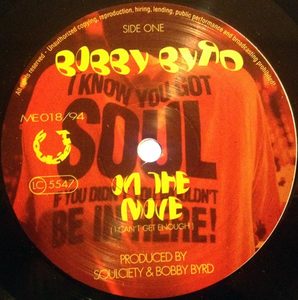 All rights reserved - Unauthorized copying, reproduction, hiring, lending, public performance and broadcasting prohibited!
SIDE ONE
BOBBY BYRD
I KNOW YOU GOT
SOUL
ME 018/94
LC 5547
IF YOU DIDN'T YOU WOULDN'T
BE IN HERE!
ON THE
MOVE
( I CAN'T GET ENOUGH )
PRODUCED BY
SOULCIETY & BOBBY BYRD